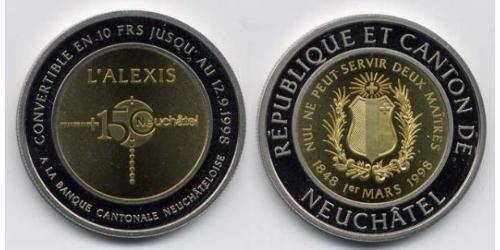 CONVERTIBLE EN 10 FRS JUSQU' AU 12.9.1998
L'ALEXIS
+150 Neuchâtel
A LA BANQUE CANTONALE NEUCHÂTELOISE
RÉPUBLIQUE ET CANTON DE
NEUCHÂTEL
NUL NE PEUT SERVIR DEUX MAÎTRES
1848 1er MARS 1998